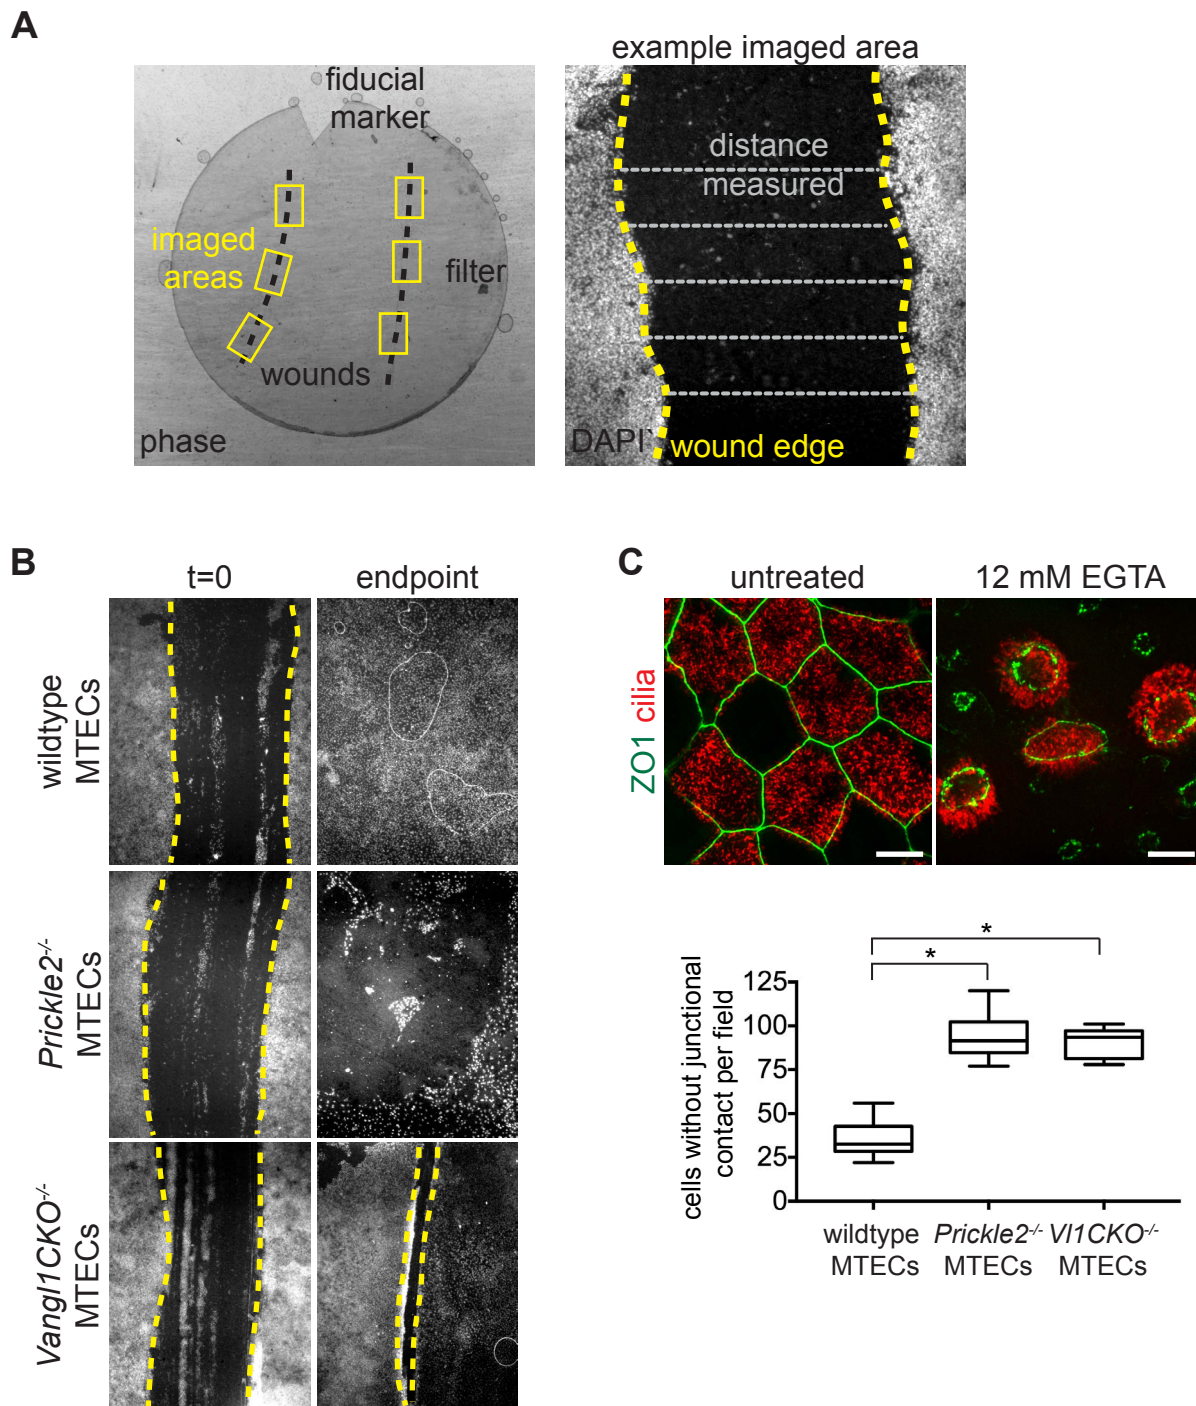 A
fiducial
marker
imaged
areas
filter
wounds
phase
example imaged area
distance
measured
DAPI
wound edge
B
t=0
endpoint
wildtype
MTECs
Prickle2-/-
MTECs
Vangl1CKO-/-
MTECs
C
untreated
12 mM EGTA
ZO1 cilia
*
*
cells without junctional
contact per field
125
100
75
50
25
0
wildtype
MTECs
Prickle2-/-
MTECs
Vl1CKO-/-
MTECs